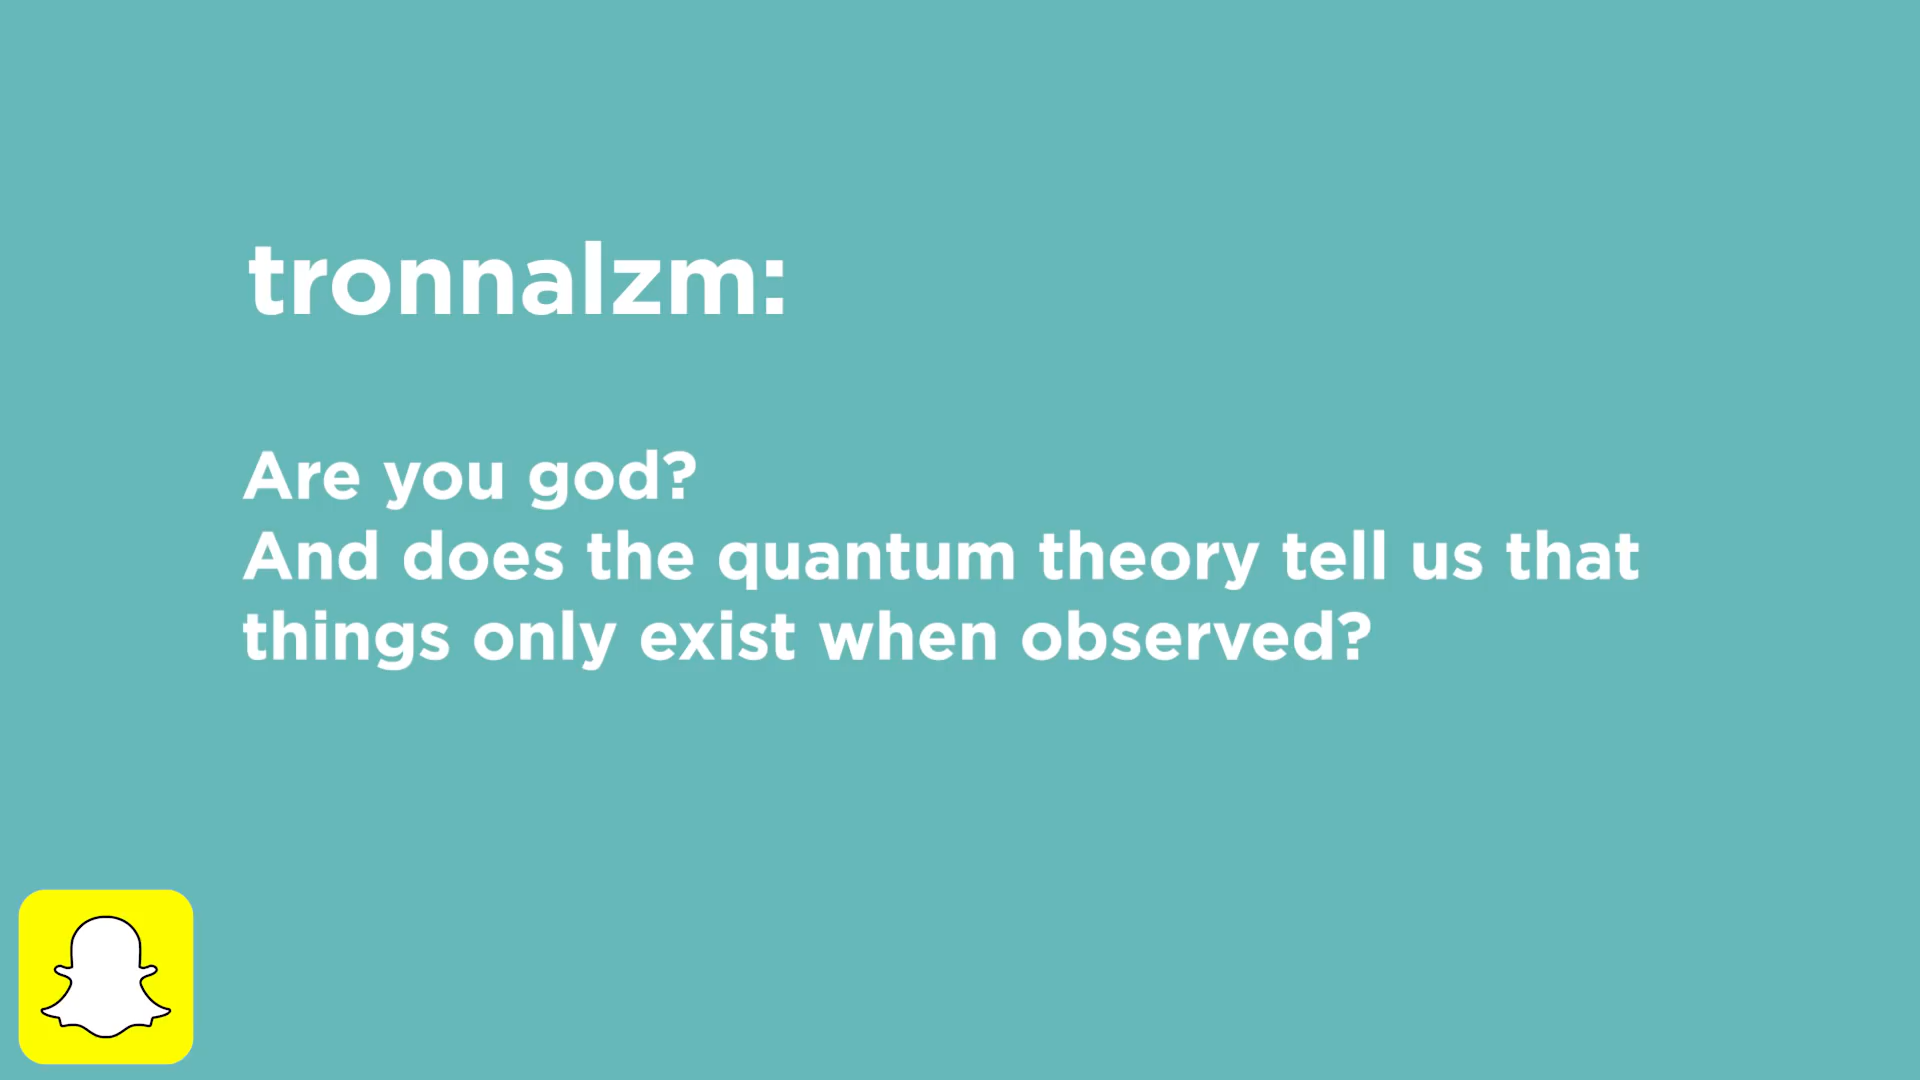 tronnalzm:
Are you god?
And does the quantum theory tell us that
things only exist when observed?